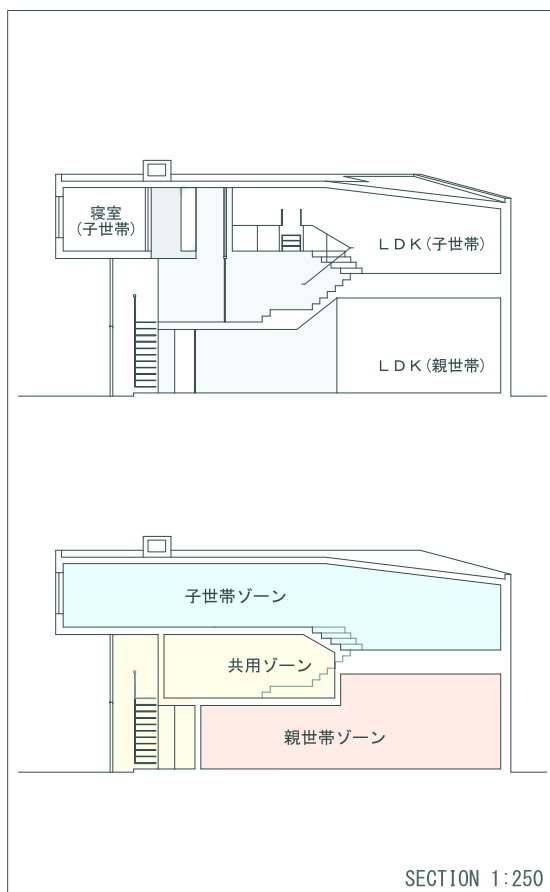 寝室
(子世帯)
ＬＤＫ(子世帯)
ＬＤＫ(親世帯)
子世帯ゾーン
共用ゾーン
親世帯ゾーン
SECTION 1:250